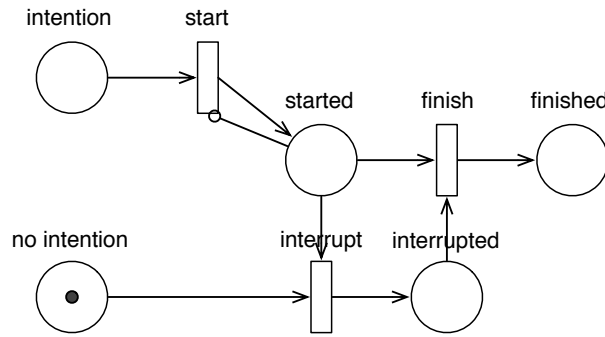 intention
start
started
finish
finished
no intention
interrupt
interrupted